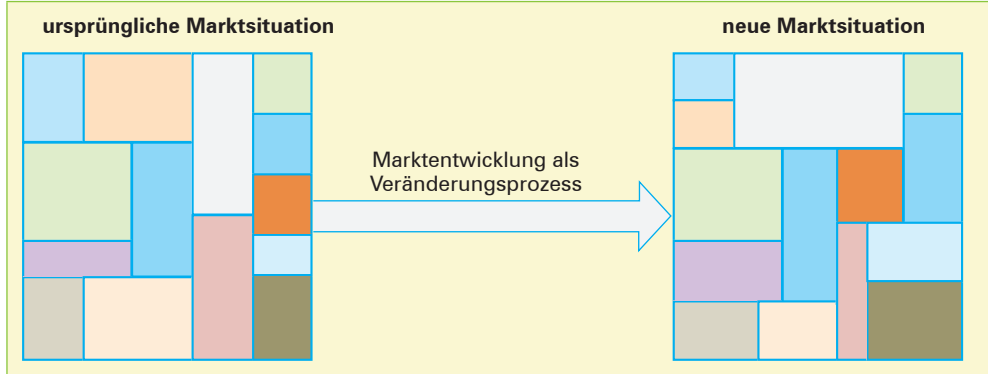 ursprüngliche Marktsituation
neue Marktsituation
Marktentwicklung als
Veränderungsprozess